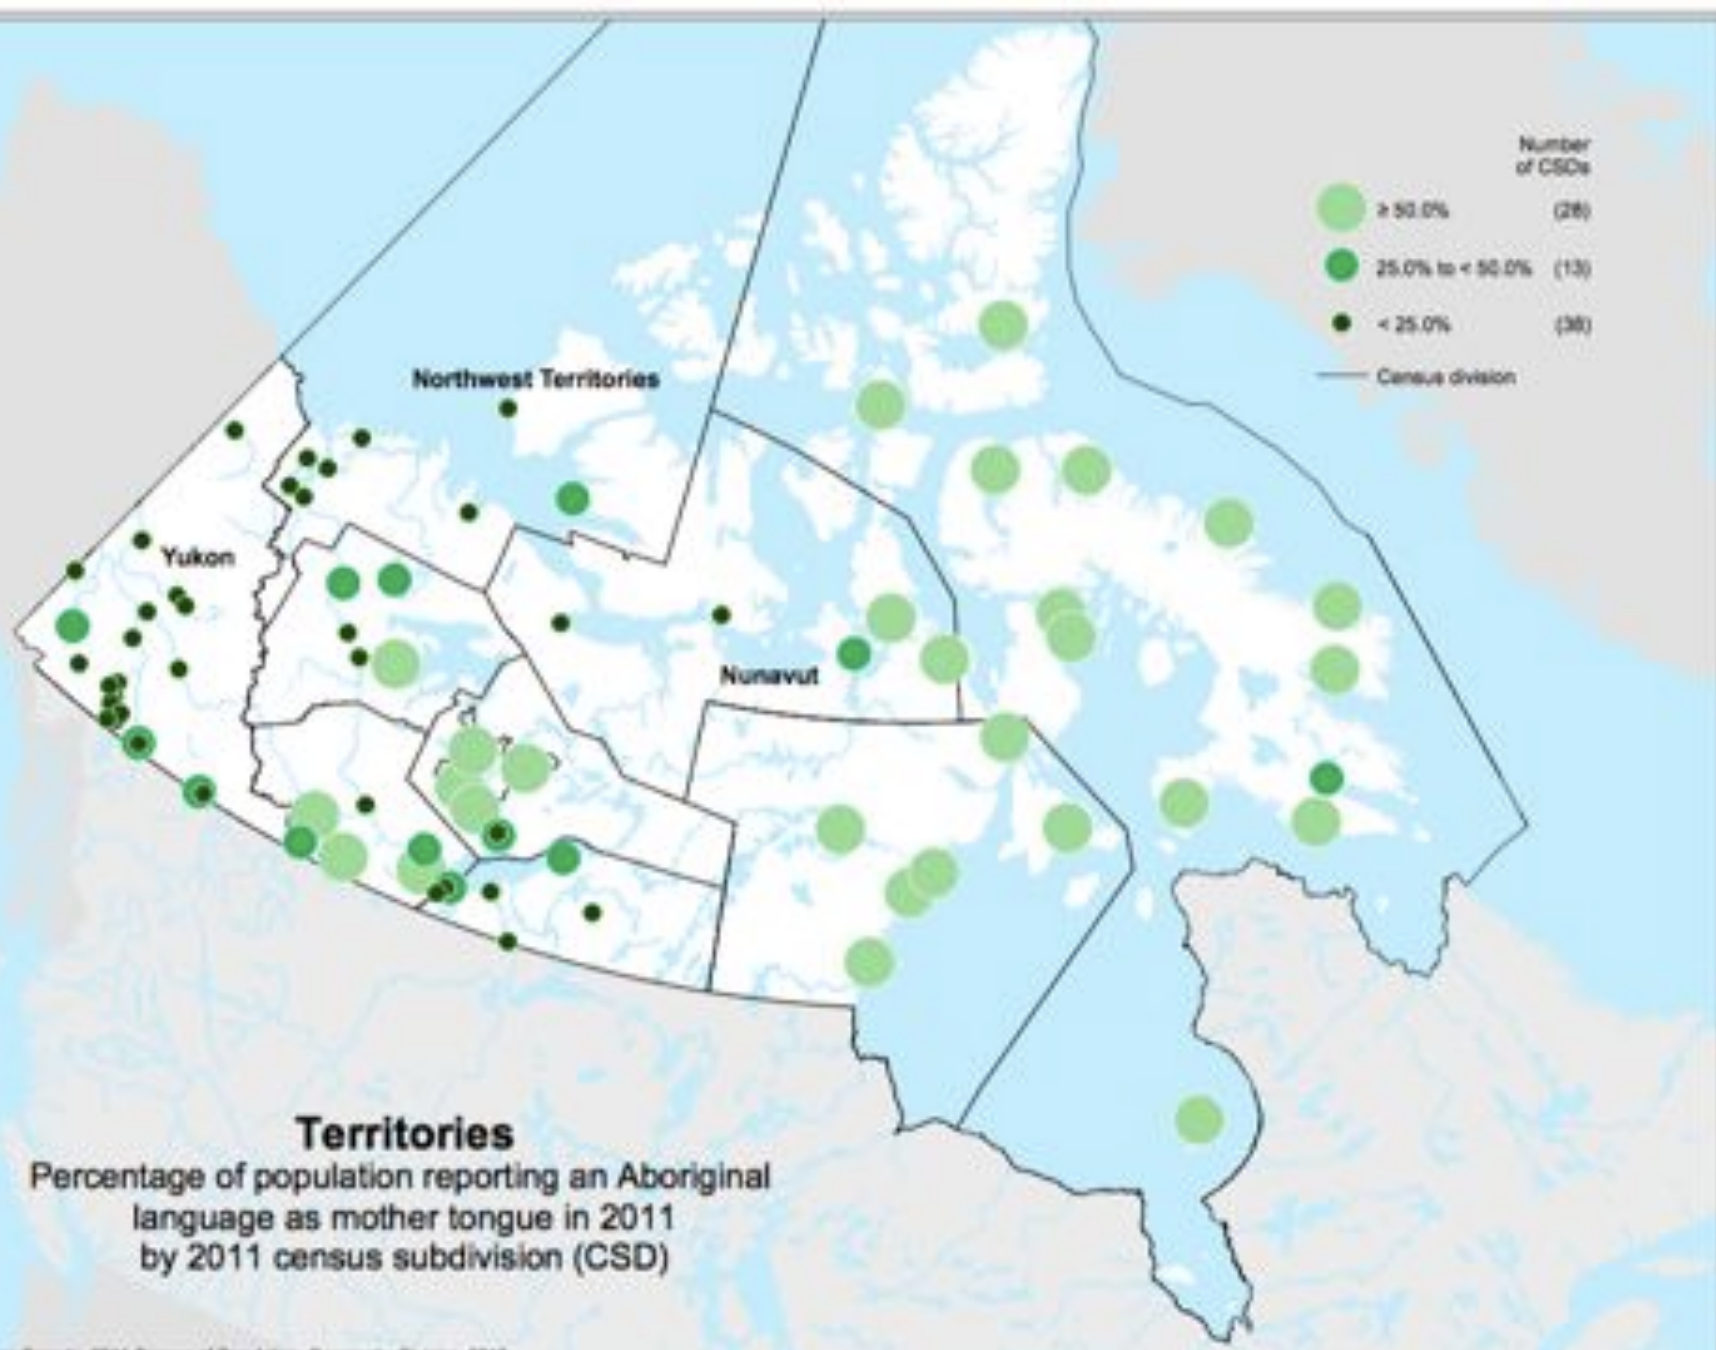 Number
of CSDs
≥ 50.0% (28)
25.0% to < 50.0% (13)
< 25.0% (38)
Census division
Northwest Territories
Yukon
Nunavut
Territories
Percentage of population reporting an Aboriginal
language as mother tongue in 2011
by 2011 census subdivision (CSD)